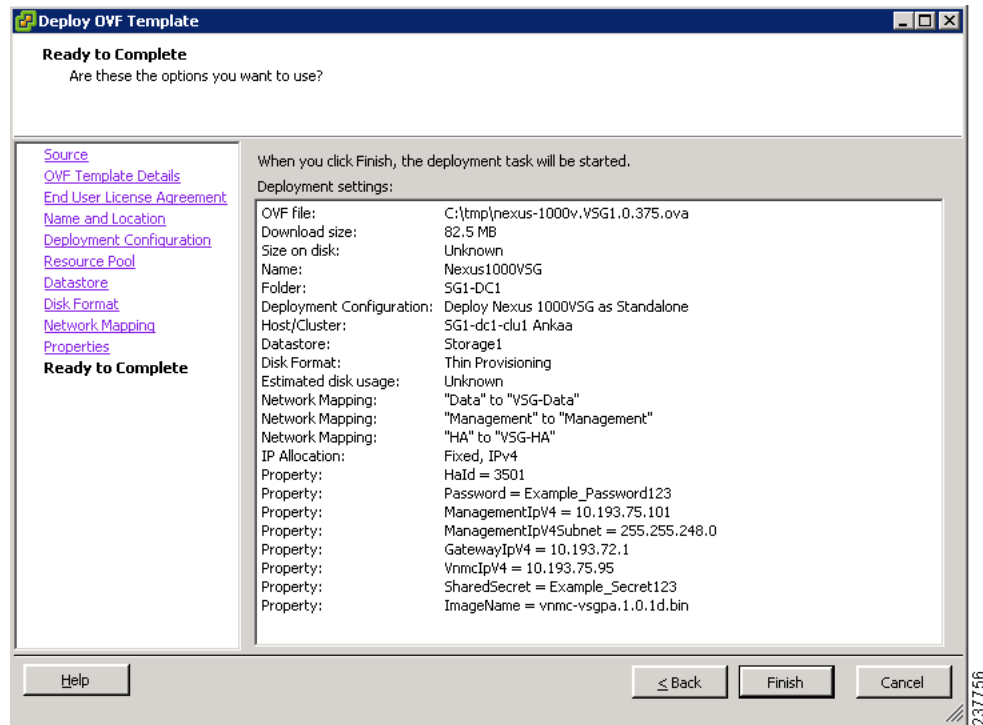 Deploy OVF Template
Ready to Complete
Are these the options you want to use?
Source
OVF Template Details
End User License Agreement
Name and Location
Deployment Configuration
Resource Pool
Datastore
Disk Format
Network Mapping
Properties
Ready to Complete
When you click Finish, the deployment task will be started.
Deployment settings:
OVF file: C:\tmp\nexus-1000v.VSG1.0.375.ova
Download size: 82.5 MB
Size on disk: Unknown
Name: Nexus1000VSG
Folder: SG1-DC1
Deployment Configuration: Deploy Nexus 1000VSG as Standalone
Host/Cluster: SG1-dc1-clu1 Ankaa
Datastore: Storage1
Disk Format: Thin Provisioning
Estimated disk usage: Unknown
Network Mapping: "Data" to "VSG-Data"
Network Mapping: "Management" to "Management"
Network Mapping: "HA" to "VSG-HA"
IP Allocation: Fixed, IPv4
Property: HaId = 3501
Property: Password = Example_Password123
Property: ManagementIpV4 = 10.193.75.101
Property: ManagementIpV4Subnet = 255.255.248.0
Property: GatewayIpV4 = 10.193.72.1
Property: VnmcIpV4 = 10.193.75.95
Property: SharedSecret = Example_Secret123
Property: ImageName = vnmc-vsgpa.1.0.1d.bin
Help
≤ Back
Finish
Cancel
237756